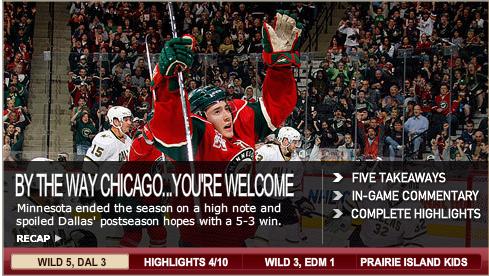 BY THE WAY CHICAGO...YOU'RE WELCOME
Minnesota ended the season on a high note and
spoiled Dallas' postseason hopes with a 5-3 win.
RECAP
FIVE TAKEAWAYS
IN-GAME COMMENTARY
COMPLETE HIGHLIGHTS
WILD 5, DAL 3
HIGHLIGHTS 4/10
WILD 3, EDM 1
PRAIRIE ISLAND KIDS
15